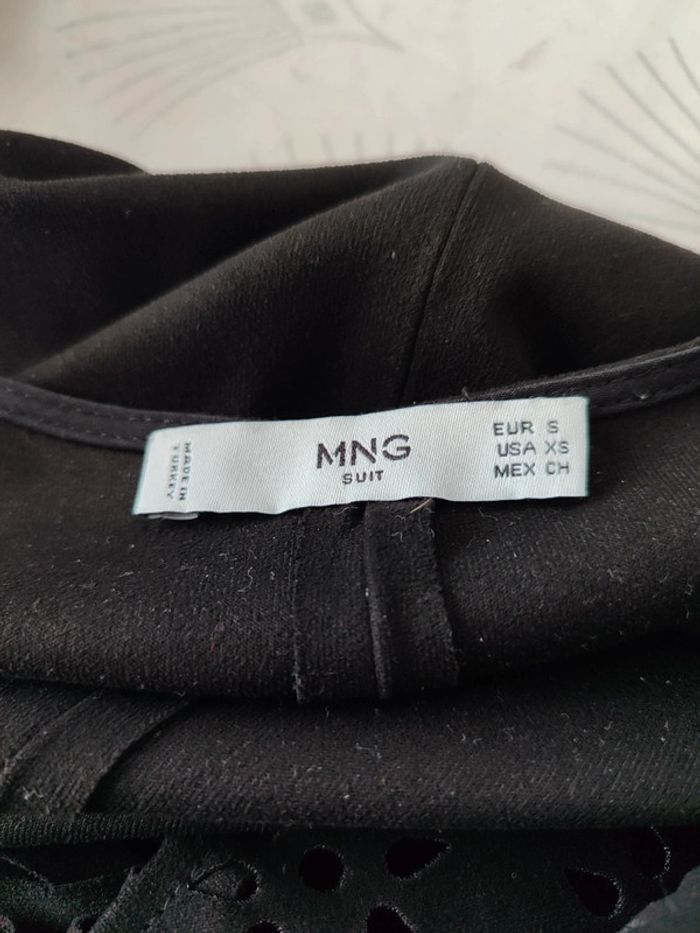 MADE IN
TURKEY
MNG
SUIT
EUR S
USA XS
MEX CH